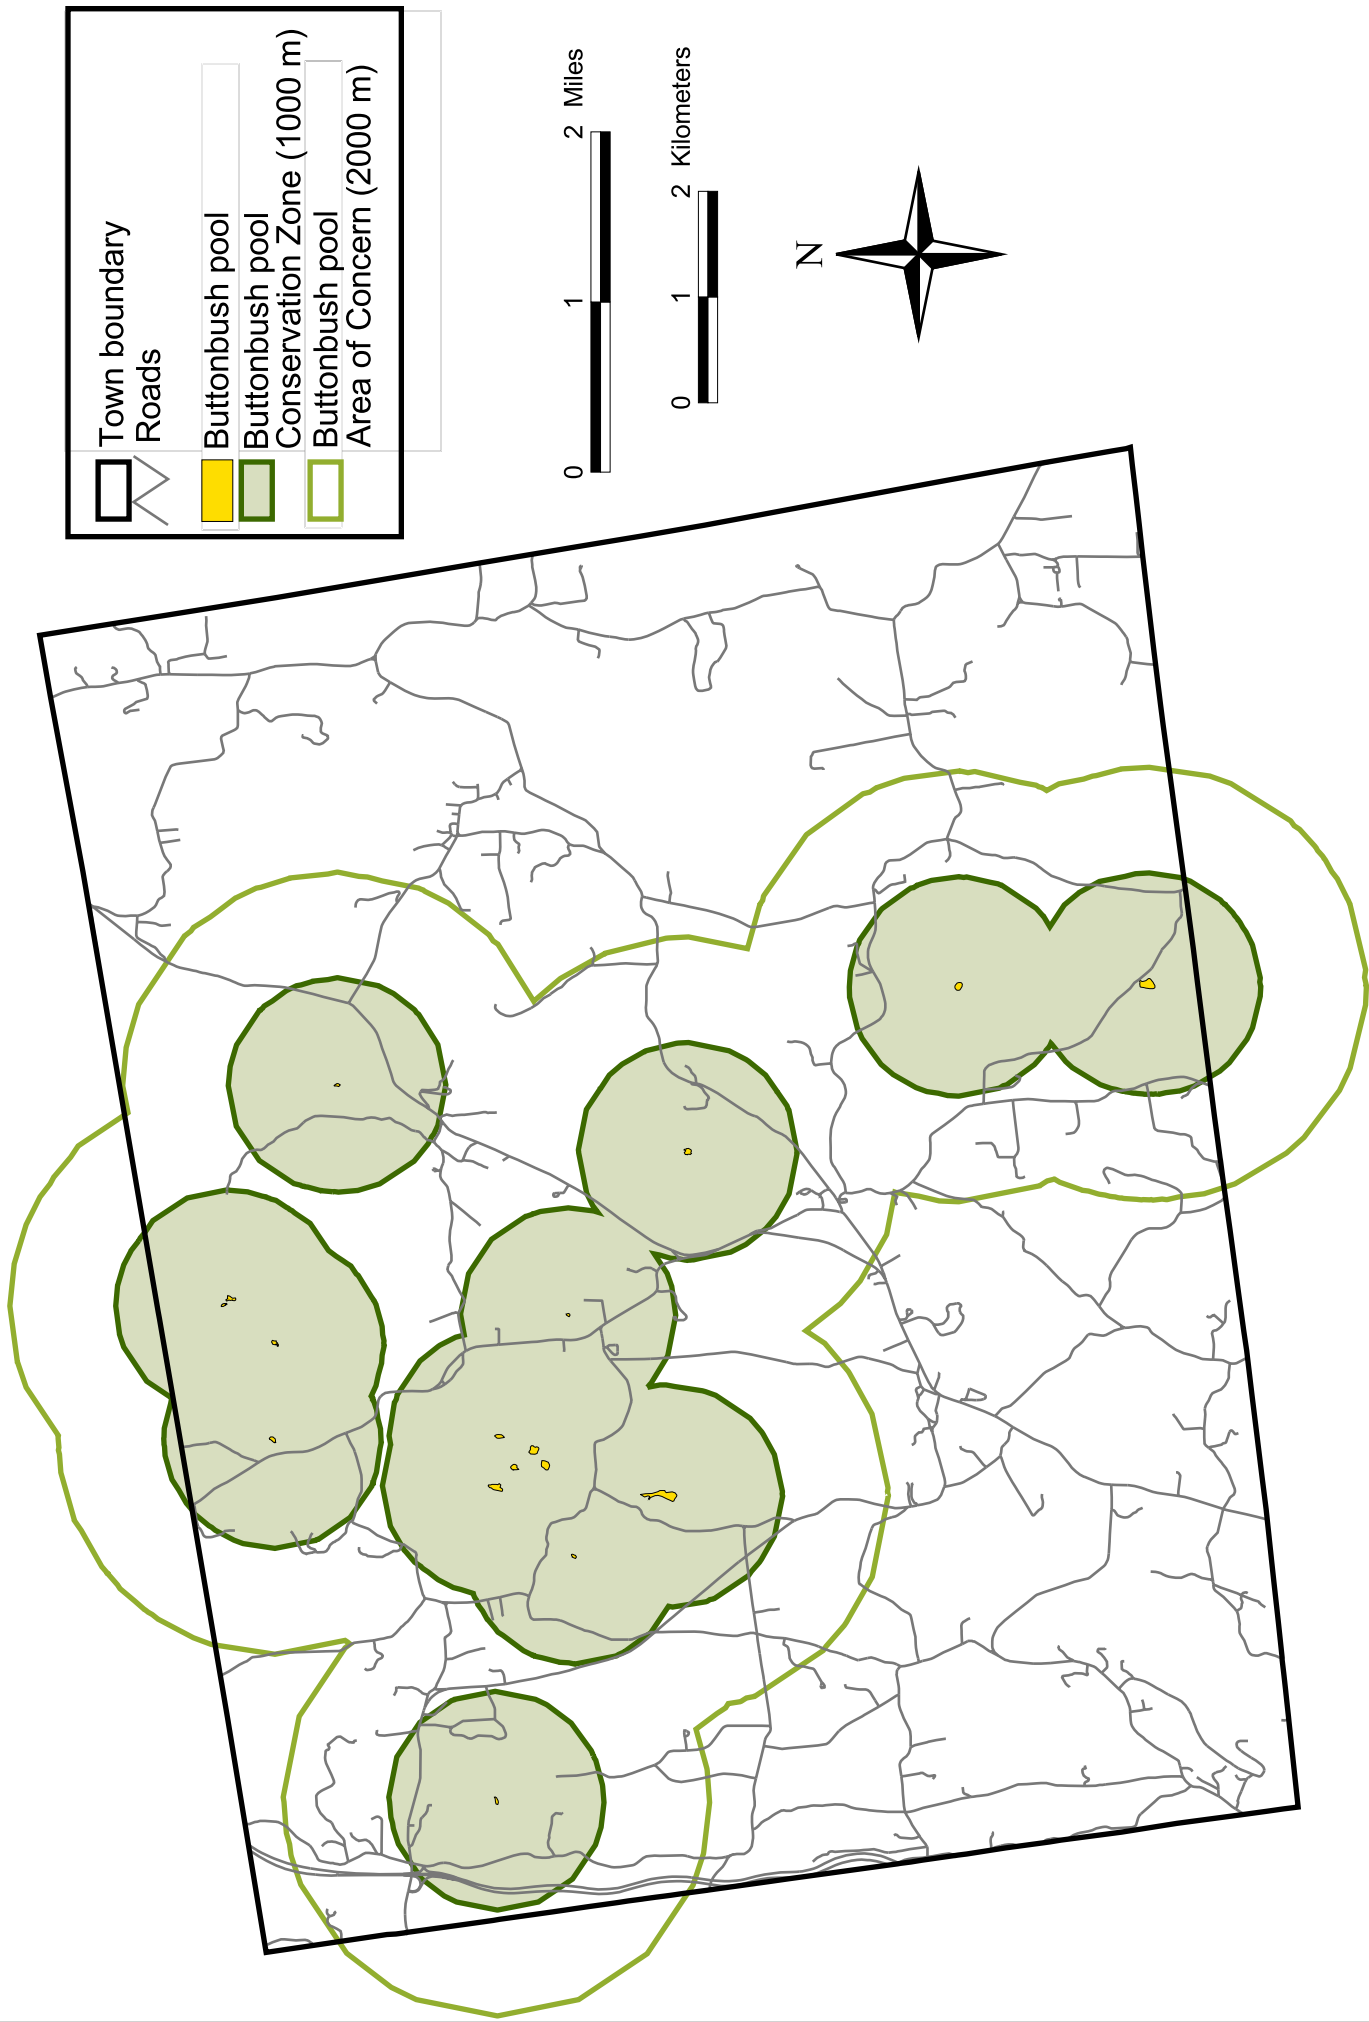 Town boundary
Roads
Buttonbush pool
Buttonbush pool
Conservation Zone (1000 m)
Buttonbush pool
Area of Concern (2000 m)
0 1 2 Miles
0 1 2 Kilometers
N